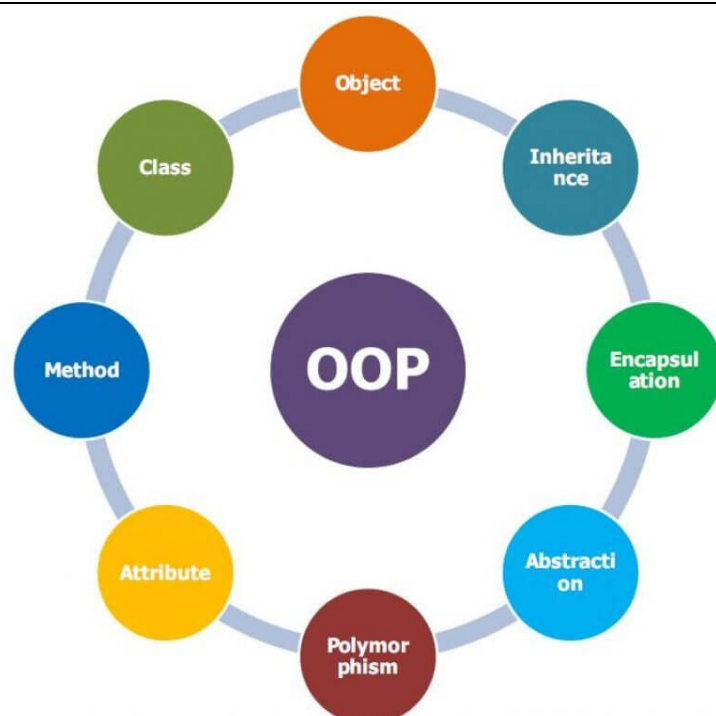 Object
Inherita
nce
Encapsul
ation
Abstracti
on
Polymor
phism
Attribute
Method
Class
OOP